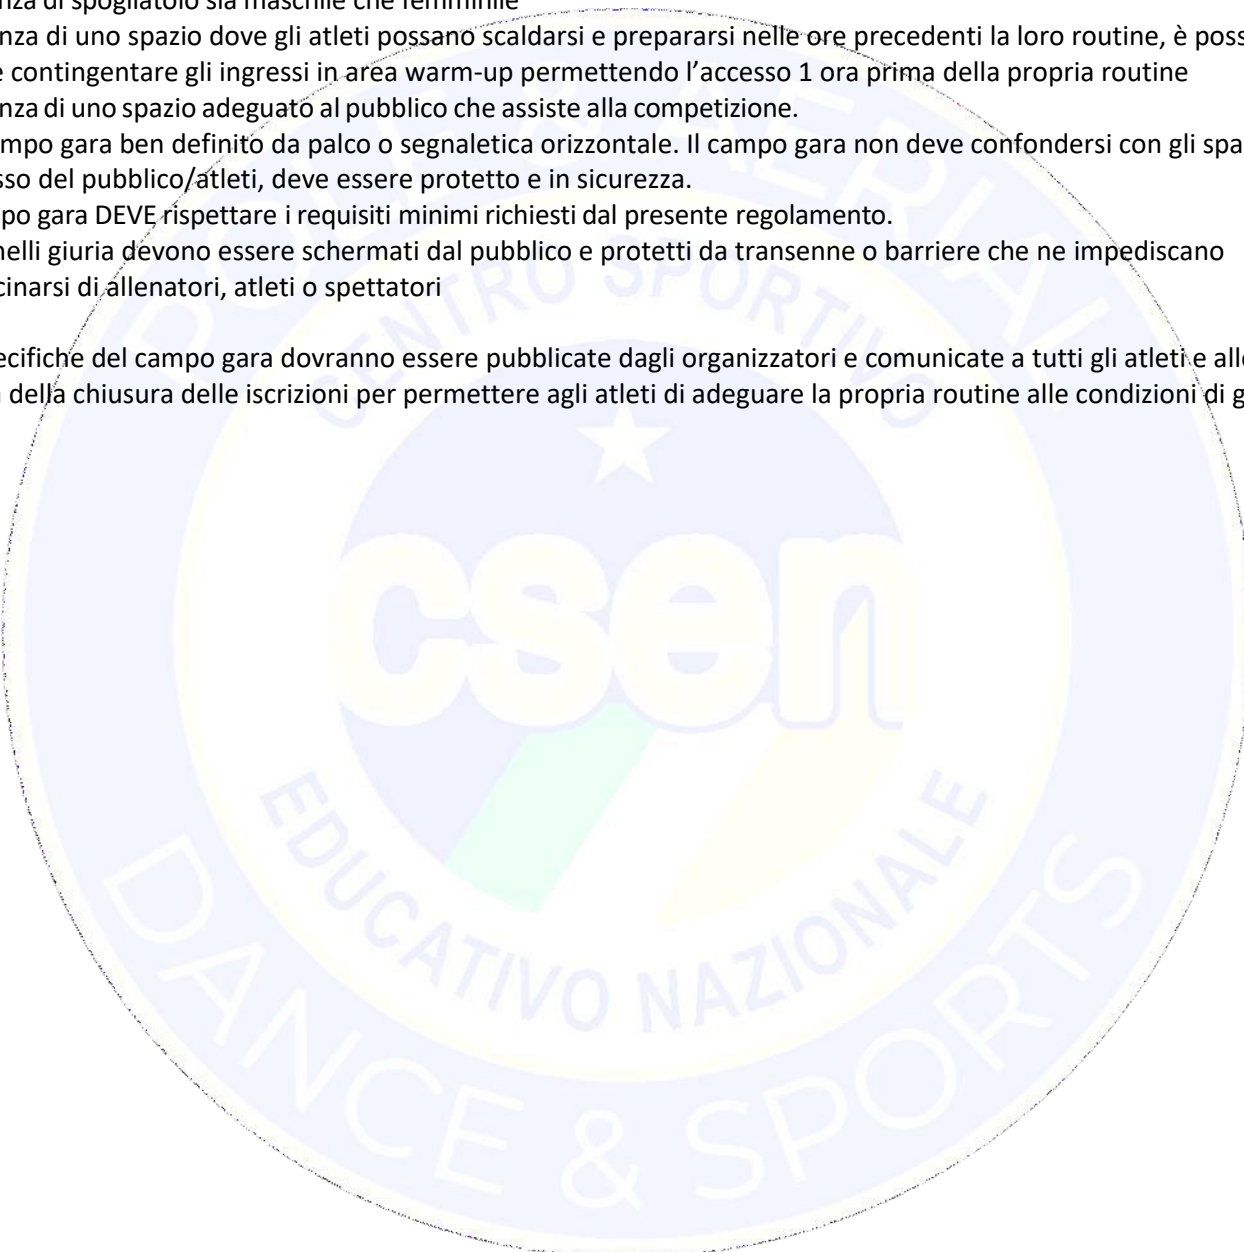 nza di spogliatoio sia maschile che femminile
nza di uno spazio dove gli atleti possano scaldarsi e prepararsi nelle ore precedenti la loro routine, è poss
e contingentare gli ingressi in area warm-up permettendo l’accesso 1 ora prima della propria routine
nza di uno spazio adeguato al pubblico che assiste alla competizione.
mpo gara ben definito da palco o segnaletica orizzontale. Il campo gara non deve confondersi con gli spa
sso del pubblico/atleti, deve essere protetto e in sicurezza.
po gara DEVE rispettare i requisiti minimi richiesti dal presente regolamento.
nelli giuria devono essere schermati dal pubblico e protetti da transenne o barriere che ne impediscano
cinarsi di allenatori, atleti o spettatori
ecifiche del campo gara dovranno essere pubblicate dagli organizzatori e comunicate a tutti gli atleti e alle
della chiusura delle iscrizioni per permettere agli atleti di adeguare la propria routine alle condizioni di g
POLE & AERIAL
CENTRO SPORTIVO
csen
EDUCATIVO NAZIONALE
DANCE & SPORTS